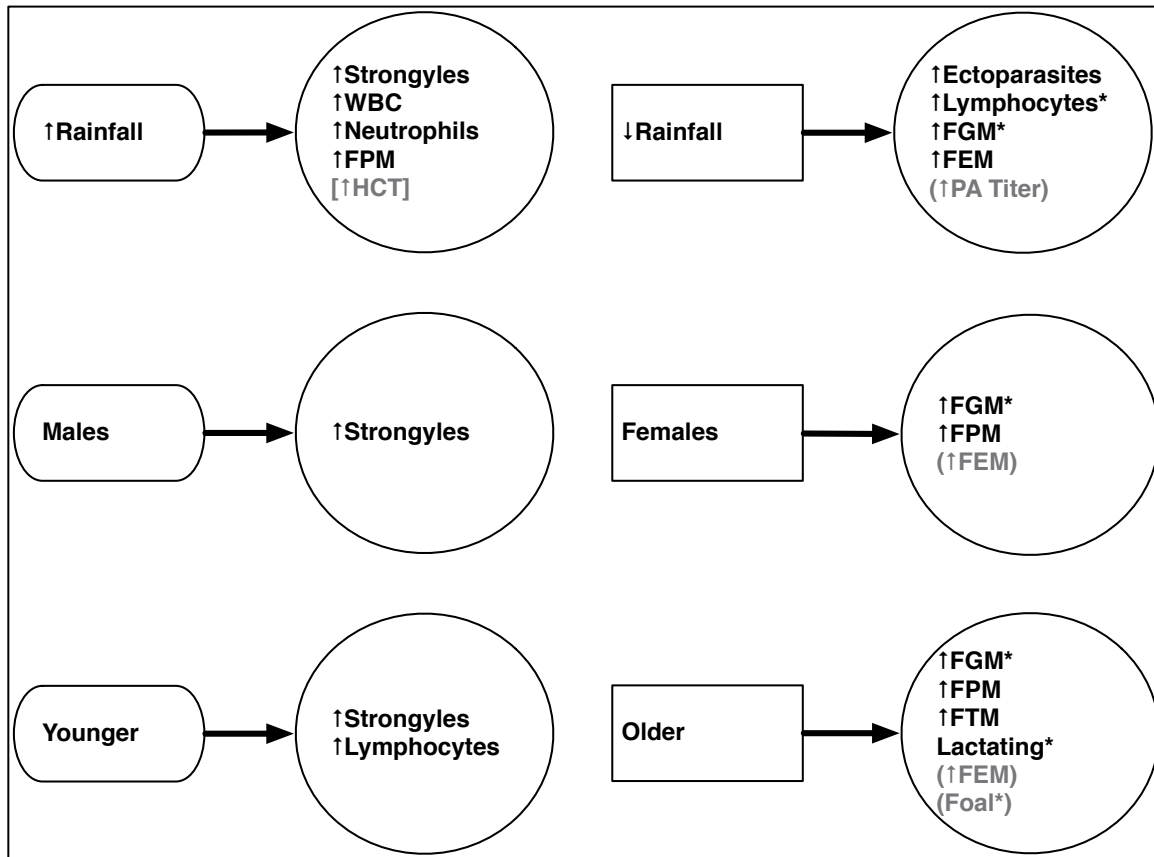 ↑Rainfall
↑Strongyles
↑WBC
↑Neutrophils
↑FPM
[↑HCT]
↓Rainfall
↑Ectoparasites
↑Lymphocytes*
↑FGM*
↑FEM
(↑PA Titer)
Males
↑Strongyles
Females
↑FGM*
↑FPM
(↑FEM)
Younger
↑Strongyles
↑Lymphocytes
Older
↑FGM*
↑FPM
↑FTM
Lactating*
(↑FEM)
(Foal*)